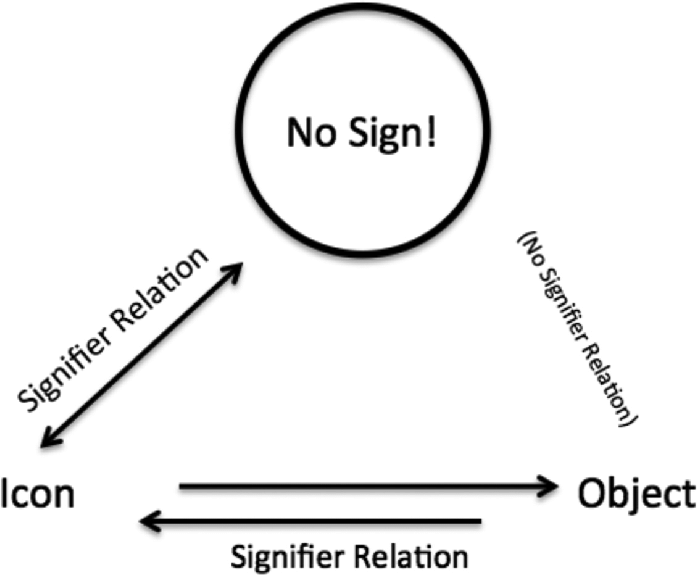 No Sign!
Signifier Relation
(No Signifier Relation)
Icon
Object
Signifier Relation